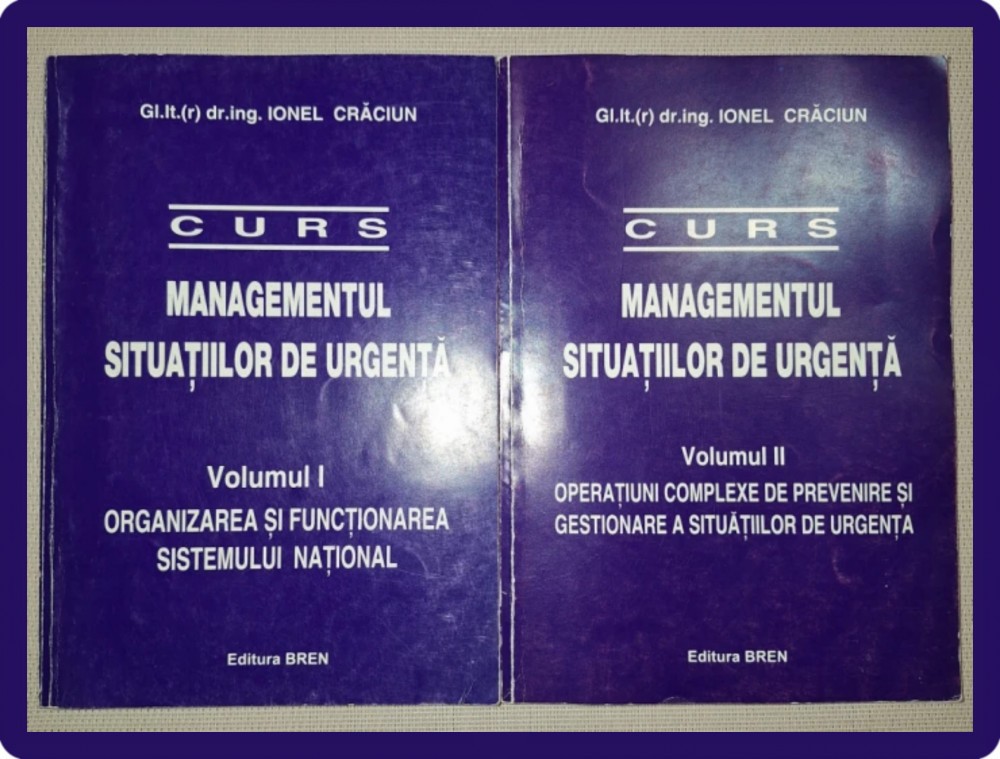 Gl.lt.(r) dr.ing. IONEL CRĂCIUN
CURS
MANAGEMENTUL
SITUAȚIILOR DE URGENȚĂ
Volumul I
ORGANIZAREA ȘI FUNCȚIONAREA
SISTEMULUI NAȚIONAL
Editura BREN
Gl.lt.(r) dr.ing. IONEL CRĂCIUN
CURS
MANAGEMENTUL
SITUAȚIILOR DE URGENȚĂ
Volumul II
OPERAȚIUNI COMPLEXE DE PREVENIRE ȘI
GESTIONARE A SITUĂȚIILOR DE URGENȚA
Editura BREN